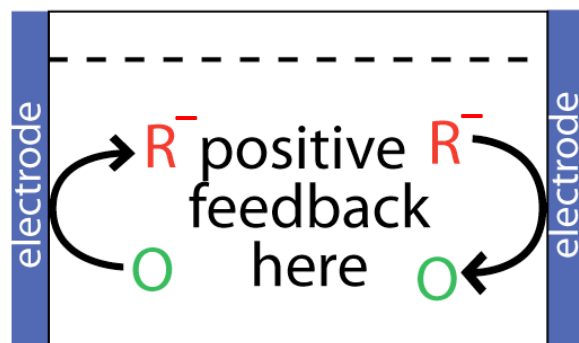 electrode
R⁻ positive R⁻
feedback
O here O
electrode